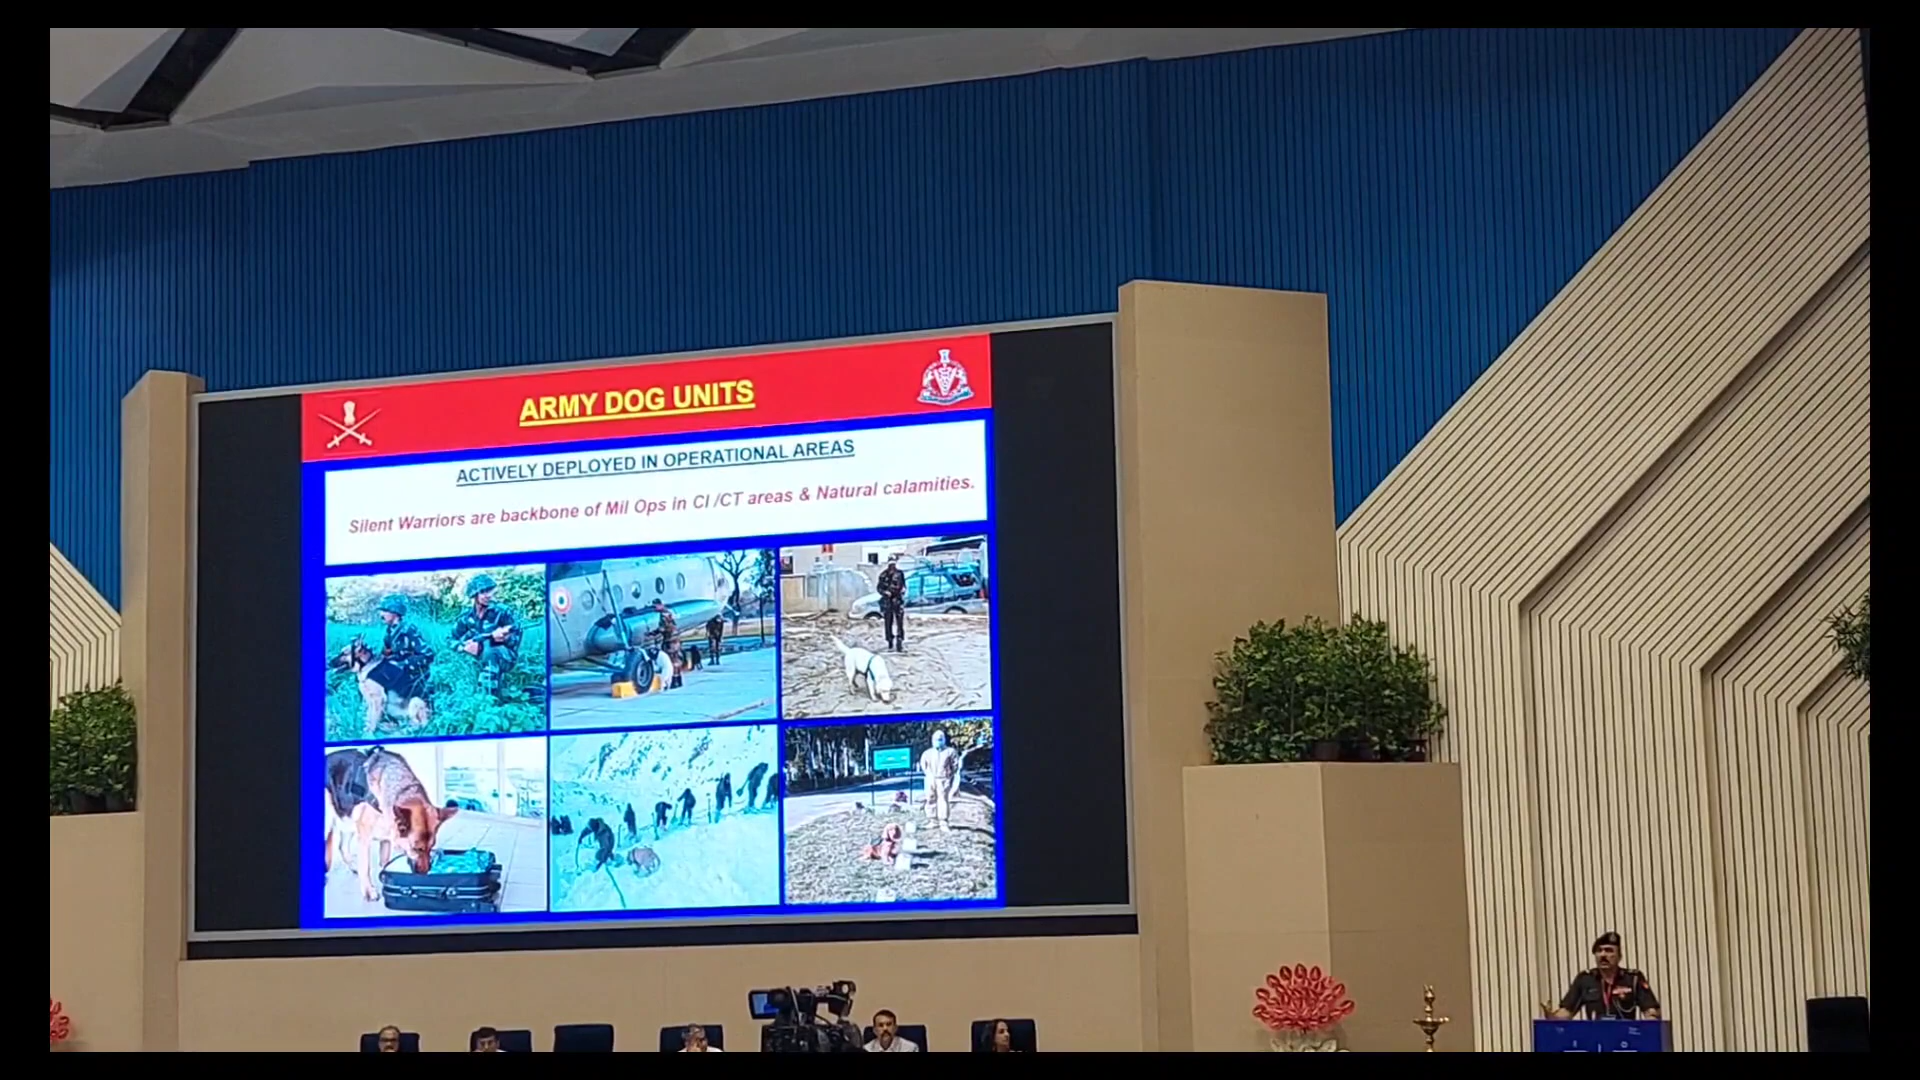 ARMY DOG UNITS
ACTIVELY DEPLOYED IN OPERATIONAL AREAS
Silent Warriors are backbone of Mil Ops in CI /CT areas & Natural calamities.